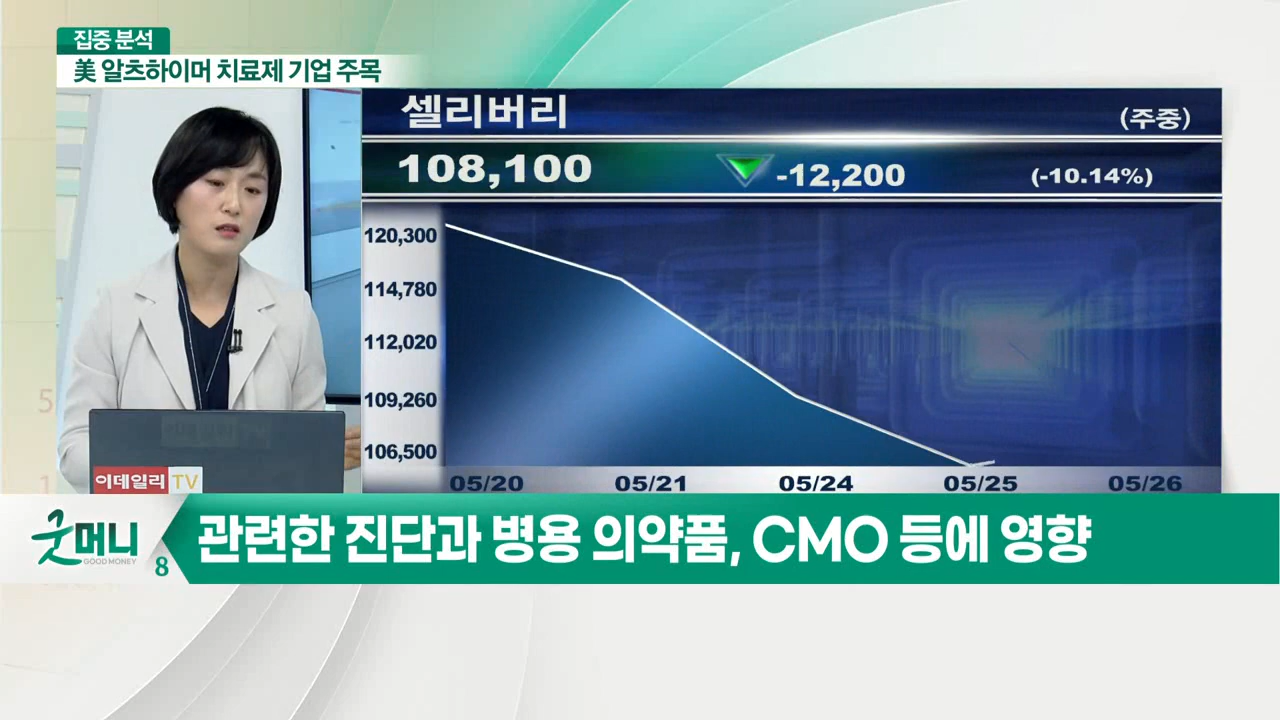 집중 분석
美 알츠하이머 치료제 기업 주목
셀리버리
(주중)
108,100
-12,200
(-10.14%)
120,300
114,780
112,020
109,260
106,500
05/20
05/21
05/24
05/25
05/26
5
1
이데일리 TV
굿머니
GOOD MONEY
8
관련한 진단과 병용 의약품, CMO 등에 영향